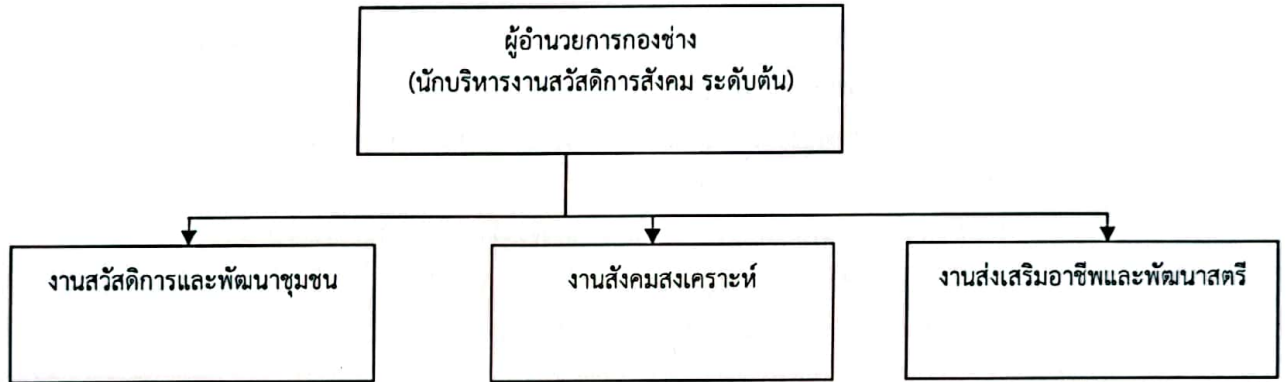 ผู้อำนวยการกองช่าง
(นักบริหารงานสวัสดิการสังคม ระดับต้น)
งานสวัสดิการและพัฒนาชุมชน
งานสังคมสงเคราะห์
งานส่งเสริมอาชีพและพัฒนาสตรี